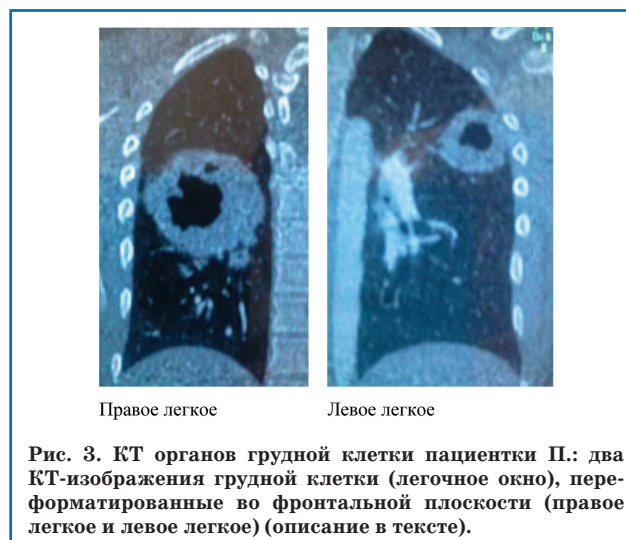 Правое легкое
Левое легкое
Рис. 3. КТ органов грудной клетки пациентки П.: два
КТ-изображения грудной клетки (легочное окно), пере-
форматированные во фронтальной плоскости (правое
легкое и левое легкое) (описание в тексте).